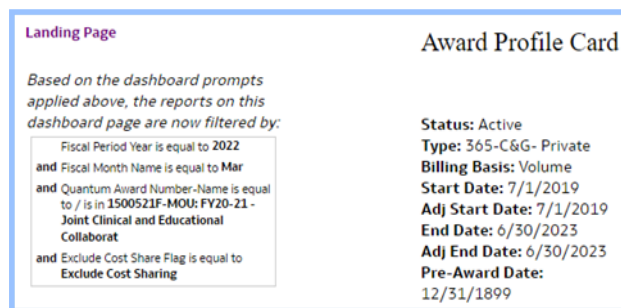 Landing Page
Based on the dashboard prompts
applied above, the reports on this
dashboard page are now filtered by:
Fiscal Period Year is equal to 2022
and Fiscal Month Name is equal to Mar
and Quantum Award Number-Name is equal
to / is in 1500521F-MOU: FY20-21 -
Joint Clinical and Educational
Collaborat
and Exclude Cost Share Flag is equal to
Exclude Cost Sharing
Award Profile Card
Status: Active
Type: 365-C&G- Private
Billing Basis: Volume
Start Date: 7/1/2019
Adj Start Date: 7/1/2019
End Date: 6/30/2023
Adj End Date: 6/30/2023
Pre-Award Date:
12/31/1899